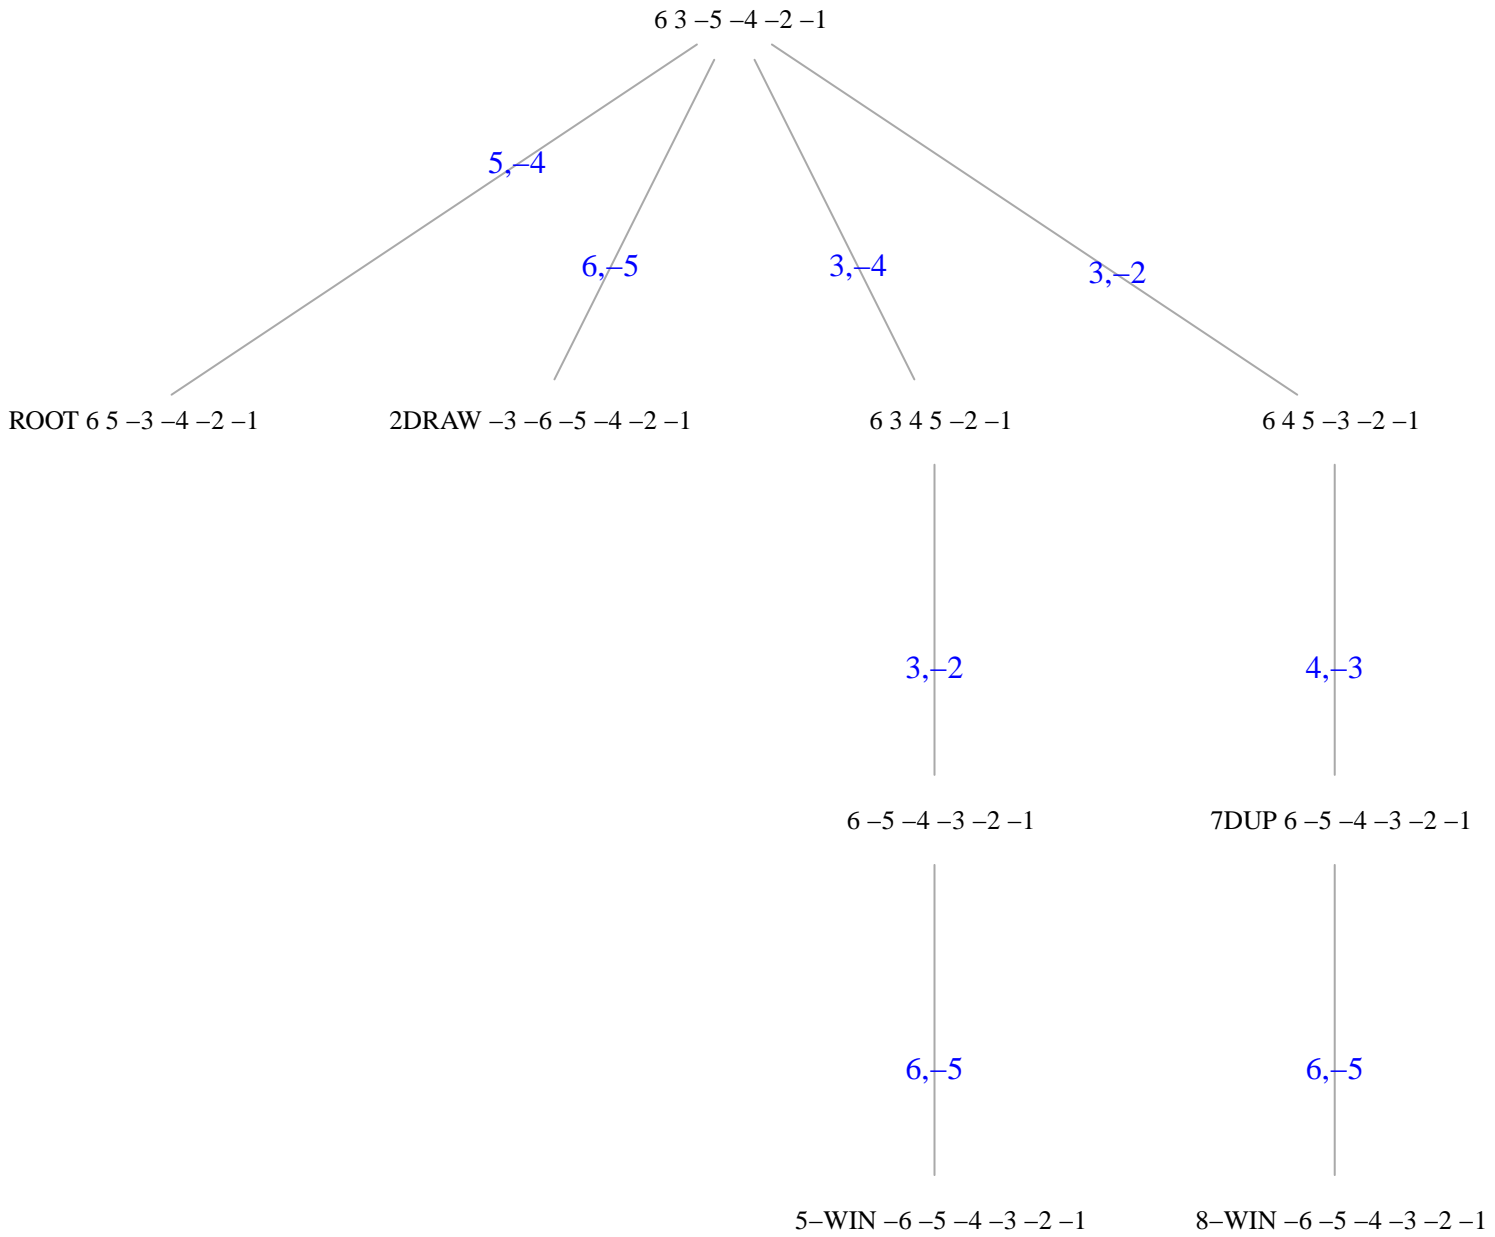 6 3 –5 –4 –2 –1
5,–4
6,–5
3,–4
3,–2
ROOT 6 5 –3 –4 –2 –1
2DRAW –3 –6 –5 –4 –2 –1
6 3 4 5 –2 –1
6 4 5 –3 –2 –1
3,–2
4,–3
6 –5 –4 –3 –2 –1
7DUP 6 –5 –4 –3 –2 –1
6,–5
6,–5
5–WIN –6 –5 –4 –3 –2 –1
8–WIN –6 –5 –4 –3 –2 –1